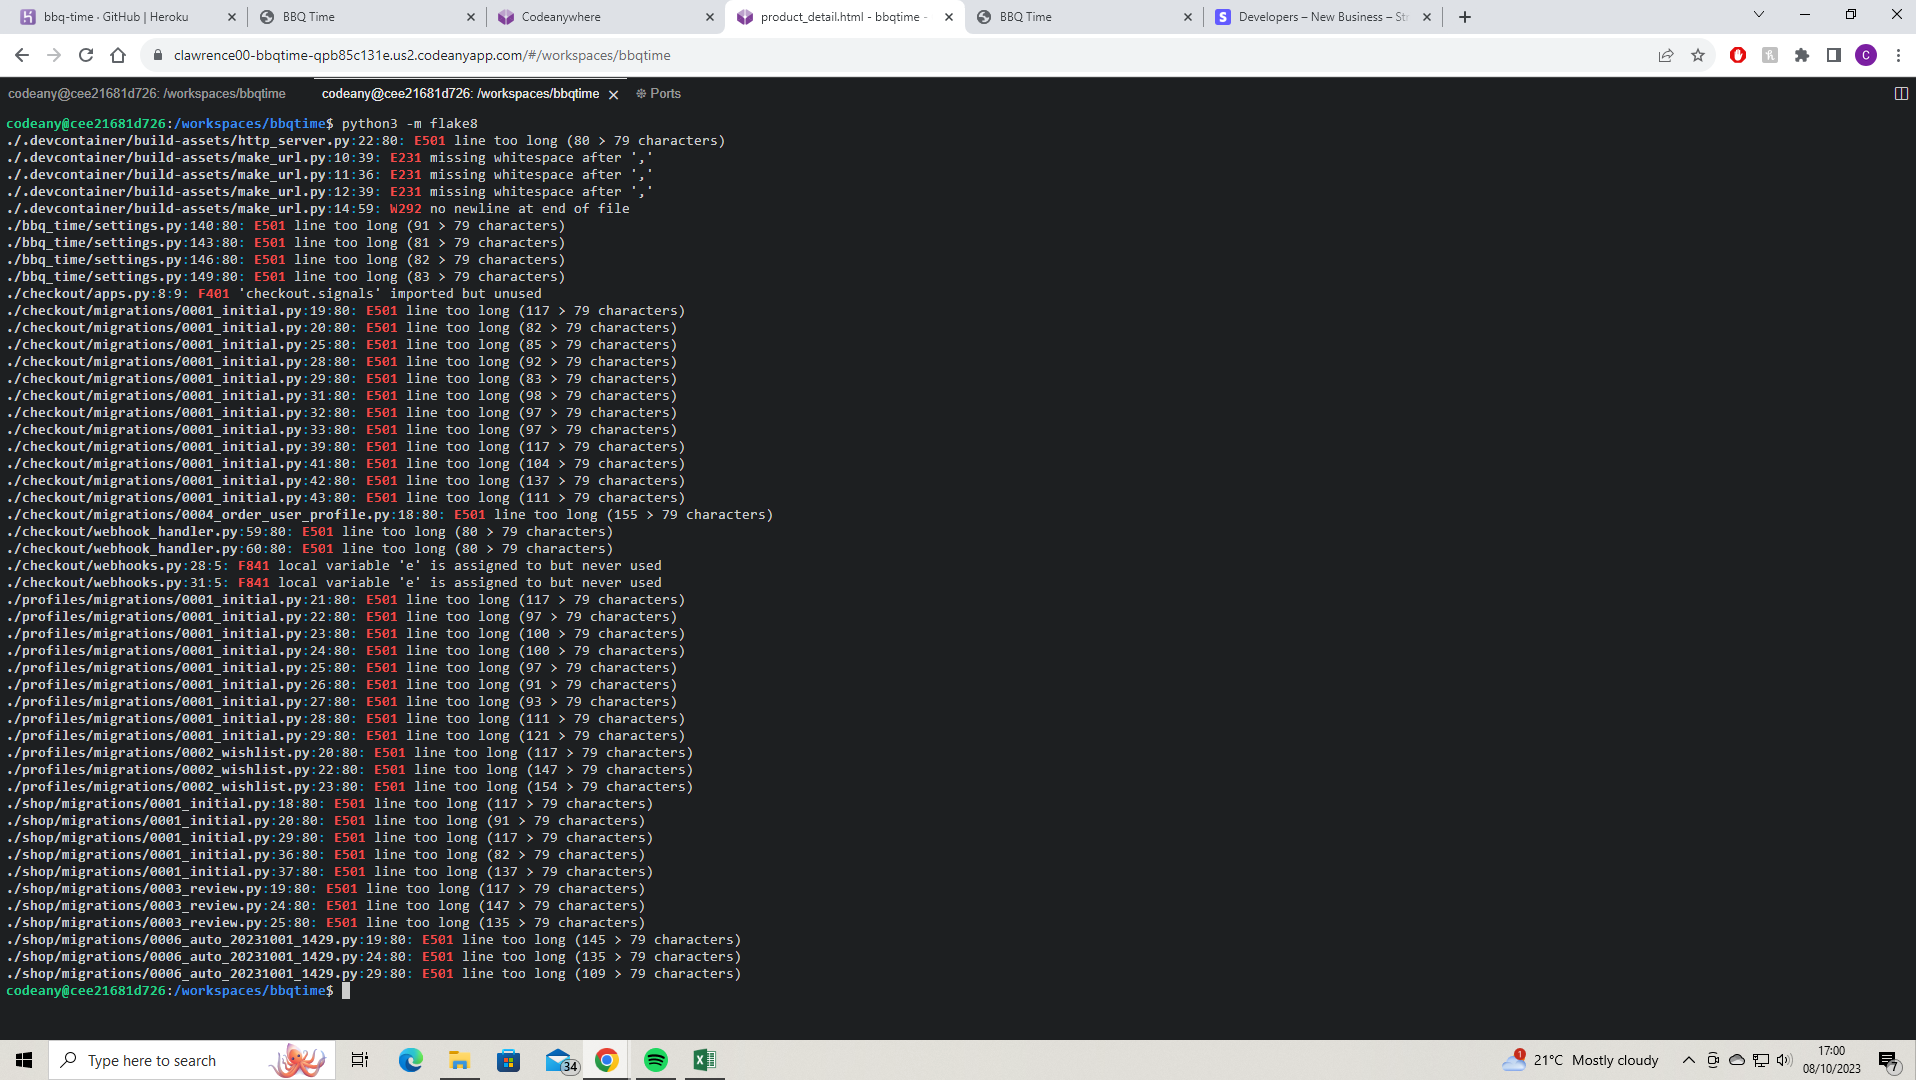 bbq-time · GitHub | Heroku
BBQ Time
Codeanywhere
product_detail.html - bbqtime -
BBQ Time
Developers – New Business – Str
clawrence00-bbqtime-qpb85c131e.us2.codeanyapp.com/#/workspaces/bbqtime
C
codeany@cee21681d726: /workspaces/bbqtime
codeany@cee21681d726: /workspaces/bbqtime
Ports
codeany@cee21681d726:/workspaces/bbqtime$ python3 -m flake8
./.devcontainer/build-assets/http_server.py:22:80: E501 line too long (80 > 79 characters)
./.devcontainer/build-assets/make_url.py:10:39: E231 missing whitespace after ','
./.devcontainer/build-assets/make_url.py:11:36: E231 missing whitespace after ','
./.devcontainer/build-assets/make_url.py:12:39: E231 missing whitespace after ','
./.devcontainer/build-assets/make_url.py:14:59: W292 no newline at end of file
./bbq_time/settings.py:140:80: E501 line too long (91 > 79 characters)
./bbq_time/settings.py:143:80: E501 line too long (81 > 79 characters)
./bbq_time/settings.py:146:80: E501 line too long (82 > 79 characters)
./bbq_time/settings.py:149:80: E501 line too long (83 > 79 characters)
./checkout/apps.py:8:9: F401 'checkout.signals' imported but unused
./checkout/migrations/0001_initial.py:19:80: E501 line too long (117 > 79 characters)
./checkout/migrations/0001_initial.py:20:80: E501 line too long (82 > 79 characters)
./checkout/migrations/0001_initial.py:25:80: E501 line too long (85 > 79 characters)
./checkout/migrations/0001_initial.py:28:80: E501 line too long (92 > 79 characters)
./checkout/migrations/0001_initial.py:29:80: E501 line too long (83 > 79 characters)
./checkout/migrations/0001_initial.py:31:80: E501 line too long (98 > 79 characters)
./checkout/migrations/0001_initial.py:32:80: E501 line too long (97 > 79 characters)
./checkout/migrations/0001_initial.py:33:80: E501 line too long (97 > 79 characters)
./checkout/migrations/0001_initial.py:39:80: E501 line too long (117 > 79 characters)
./checkout/migrations/0001_initial.py:41:80: E501 line too long (104 > 79 characters)
./checkout/migrations/0001_initial.py:42:80: E501 line too long (137 > 79 characters)
./checkout/migrations/0001_initial.py:43:80: E501 line too long (111 > 79 characters)
./checkout/migrations/0004_order_user_profile.py:18:80: E501 line too long (155 > 79 characters)
./checkout/webhook_handler.py:59:80: E501 line too long (80 > 79 characters)
./checkout/webhook_handler.py:60:80: E501 line too long (80 > 79 characters)
./checkout/webhooks.py:28:5: F841 local variable 'e' is assigned to but never used
./checkout/webhooks.py:31:5: F841 local variable 'e' is assigned to but never used
./profiles/migrations/0001_initial.py:21:80: E501 line too long (117 > 79 characters)
./profiles/migrations/0001_initial.py:22:80: E501 line too long (97 > 79 characters)
./profiles/migrations/0001_initial.py:23:80: E501 line too long (100 > 79 characters)
./profiles/migrations/0001_initial.py:24:80: E501 line too long (100 > 79 characters)
./profiles/migrations/0001_initial.py:25:80: E501 line too long (97 > 79 characters)
./profiles/migrations/0001_initial.py:26:80: E501 line too long (91 > 79 characters)
./profiles/migrations/0001_initial.py:27:80: E501 line too long (93 > 79 characters)
./profiles/migrations/0001_initial.py:28:80: E501 line too long (111 > 79 characters)
./profiles/migrations/0001_initial.py:29:80: E501 line too long (121 > 79 characters)
./profiles/migrations/0002_wishlist.py:20:80: E501 line too long (117 > 79 characters)
./profiles/migrations/0002_wishlist.py:22:80: E501 line too long (147 > 79 characters)
./profiles/migrations/0002_wishlist.py:23:80: E501 line too long (154 > 79 characters)
./shop/migrations/0001_initial.py:18:80: E501 line too long (117 > 79 characters)
./shop/migrations/0001_initial.py:20:80: E501 line too long (91 > 79 characters)
./shop/migrations/0001_initial.py:29:80: E501 line too long (117 > 79 characters)
./shop/migrations/0001_initial.py:36:80: E501 line too long (82 > 79 characters)
./shop/migrations/0001_initial.py:37:80: E501 line too long (137 > 79 characters)
./shop/migrations/0003_review.py:19:80: E501 line too long (117 > 79 characters)
./shop/migrations/0003_review.py:24:80: E501 line too long (147 > 79 characters)
./shop/migrations/0003_review.py:25:80: E501 line too long (135 > 79 characters)
./shop/migrations/0006_auto_20231001_1429.py:19:80: E501 line too long (145 > 79 characters)
./shop/migrations/0006_auto_20231001_1429.py:24:80: E501 line too long (135 > 79 characters)
./shop/migrations/0006_auto_20231001_1429.py:29:80: E501 line too long (109 > 79 characters)
codeany@cee21681d726:/workspaces/bbqtime$
Type here to search
34
1
21°C Mostly cloudy
17:00
08/10/2023
7